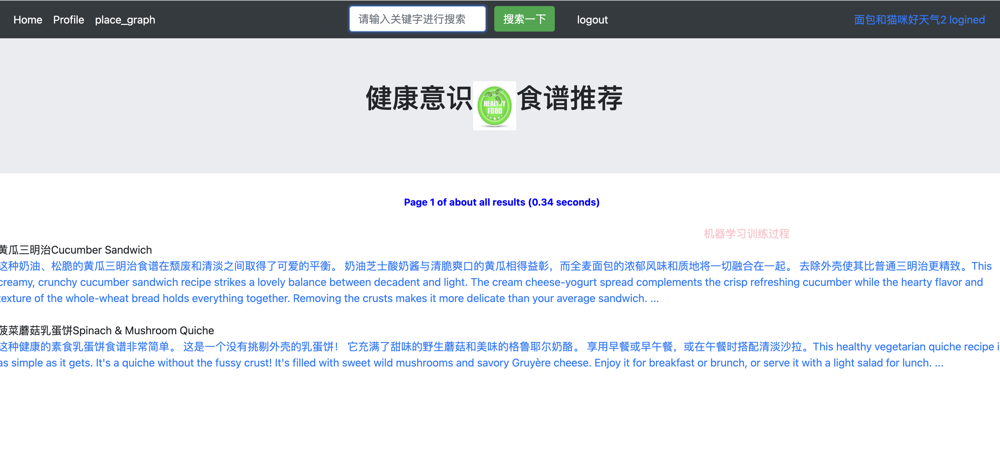 Home Profile place_graph 请输入关键字进行搜索 搜索一下 logout 面包和猫咪好天气2 logined
健康意识 HEALTHY FOOD 食谱推荐
Page 1 of about all results (0.34 seconds)
机器学习训练过程
黄瓜三明治Cucumber Sandwich
这种奶油、松脆的黄瓜三明治食谱在颓废和清淡之间取得了可爱的平衡。 奶油芝士酸奶酱与清脆爽口的黄瓜相得益彰，而全麦面包的浓郁风味和质地将一切融合在一起。 去除外壳使其比普通三明治更精致。This
creamy, crunchy cucumber sandwich recipe strikes a lovely balance between decadent and light. The cream cheese-yogurt spread complements the crisp refreshing cucumber while the hearty flavor and
texture of the whole-wheat bread holds everything together. Removing the crusts makes it more delicate than your average sandwich. ...
菠菜蘑菇乳蛋饼Spinach & Mushroom Quiche
这种健康的素食乳蛋饼食谱非常简单。 这是一个没有挑剔外壳的乳蛋饼！ 它充满了甜味的野生蘑菇和美味的格鲁耶尔奶酪。 享用早餐或早午餐，或在午餐时搭配清淡沙拉。This healthy vegetarian quiche recipe i
as simple as it gets. It's a quiche without the fussy crust! It's filled with sweet wild mushrooms and savory Gruyère cheese. Enjoy it for breakfast or brunch, or serve it with a light salad for lunch. ...